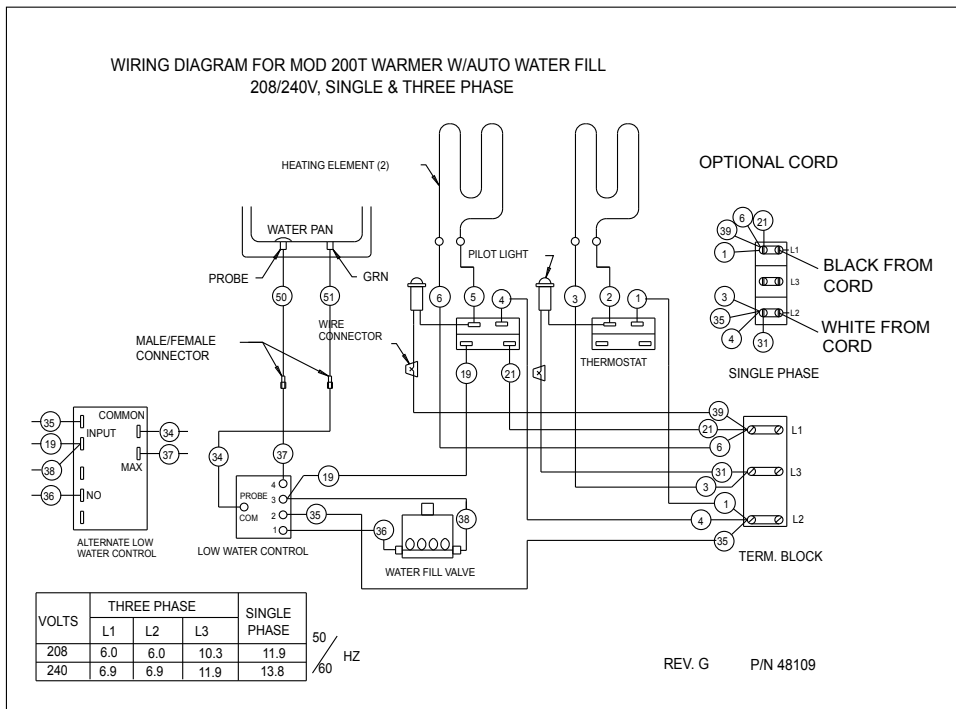 WIRING DIAGRAM FOR MOD 200T WARMER W/AUTO WATER FILL
208/240V, SINGLE & THREE PHASE
HEATING ELEMENT (2)
OPTIONAL CORD
WATER PAN
PROBE
GRN
PILOT LIGHT
50
51
6
5
4
3
2
1
WIRE
CONNECTOR
THERMOSTAT
MALE/FEMALE
CONNECTOR
19
21
6
21
39
1
L1
BLACK FROM
CORD
L3
3
35
4
31
L2
WHITE FROM
CORD
SINGLE PHASE
35
19
38
36
COMMON
INPUT
MAX
NO
34
37
ALTERNATE LOW
WATER CONTROL
34
37
19
35
36
38
4
PROBE
3
COM
2
1
LOW WATER CONTROL
WATER FILL VALVE
39
21
6
L1
31
3
L3
1
4
35
L2
TERM. BLOCK
VOLTS THREE PHASE SINGLE PHASE
L1 L2 L3
208 6.0 6.0 10.3 11.9
240 6.9 6.9 11.9 13.8
50/60 HZ
REV. G P/N 48109